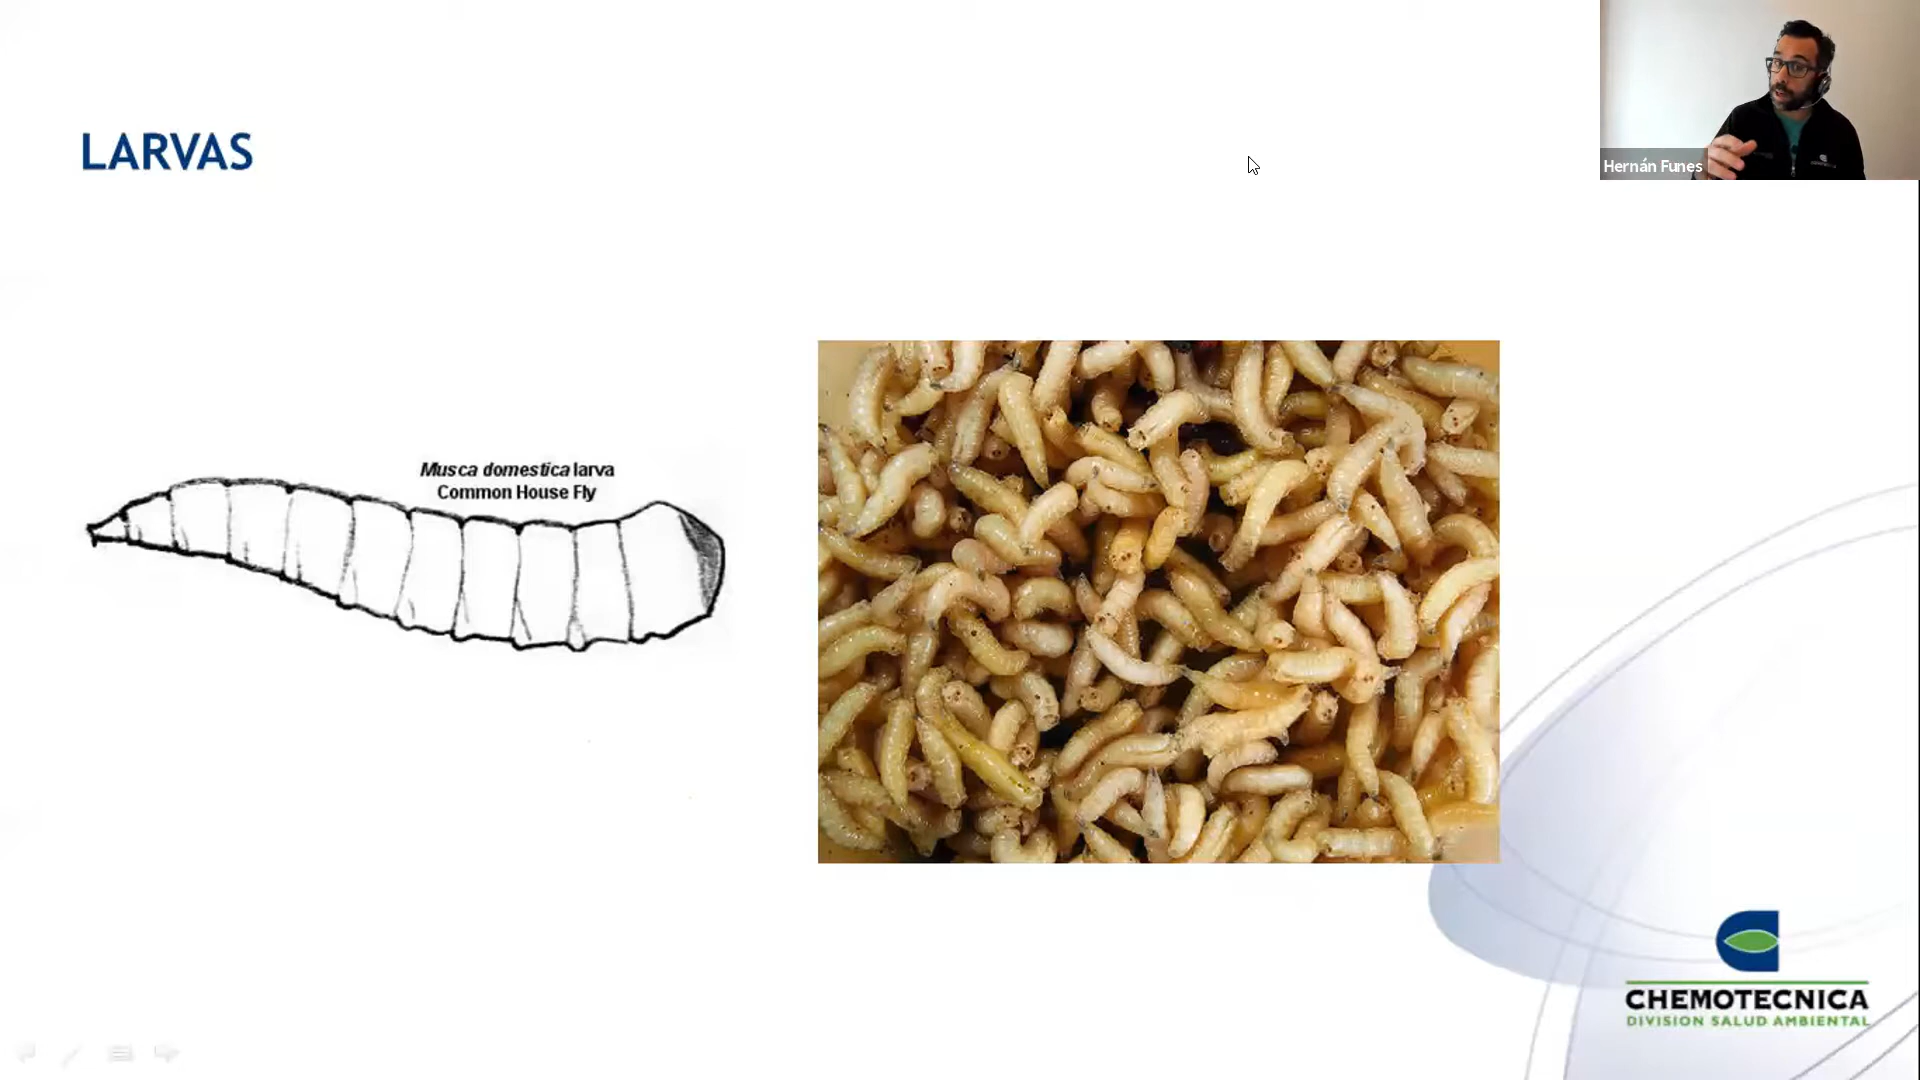 LARVAS
Hernán Funes
Musca domestica larva
Common House Fly
CHEMOTECNICA
DIVISION SALUD AMBIENTAL